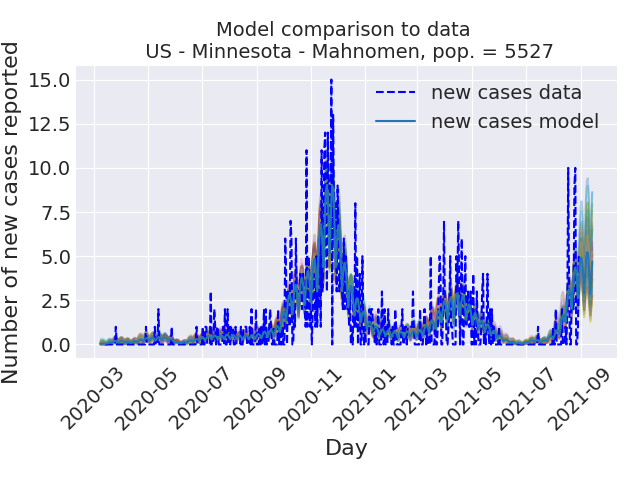 Model comparison to data
US - Minnesota - Mahnomen, pop. = 5527
Number of new cases reported
15.0
12.5
10.0
7.5
5.0
2.5
0.0
new cases data
new cases model
2020-03
2020-05
2020-07
2020-09
2020-11
2021-01
2021-03
2021-05
2021-07
2021-09
Day